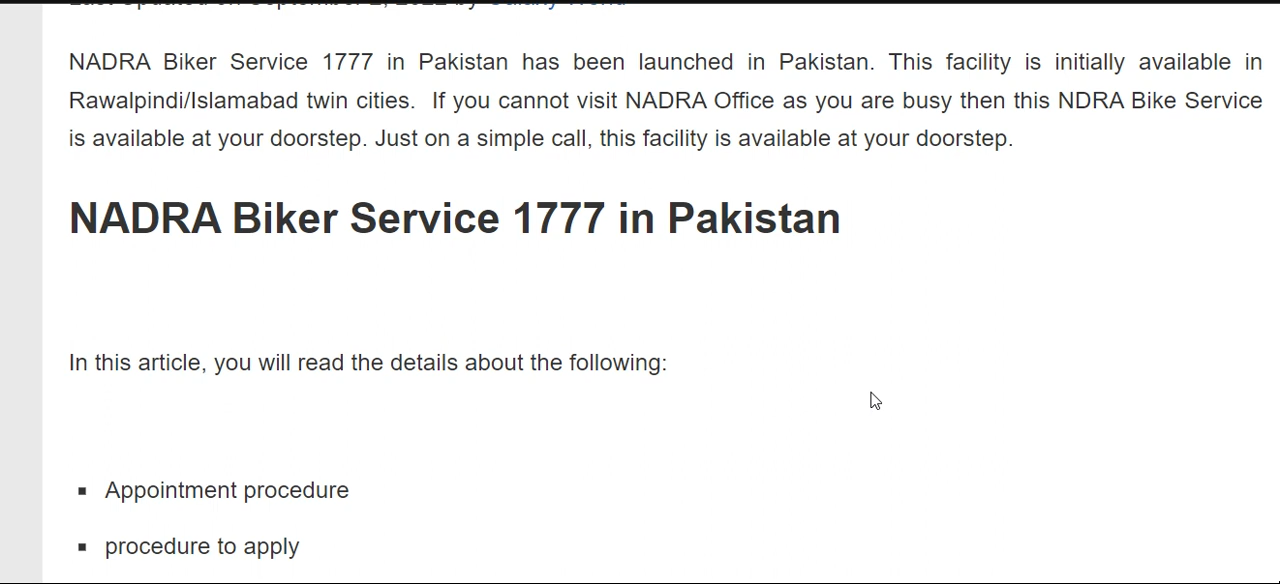 NADRA Biker Service 1777 in Pakistan has been launched in Pakistan. This facility is initially available in
Rawalpindi/Islamabad twin cities. If you cannot visit NADRA Office as you are busy then this NDRA Bike Service
is available at your doorstep. Just on a simple call, this facility is available at your doorstep.
NADRA Biker Service 1777 in Pakistan
In this article, you will read the details about the following:
▪ Appointment procedure
▪ procedure to apply